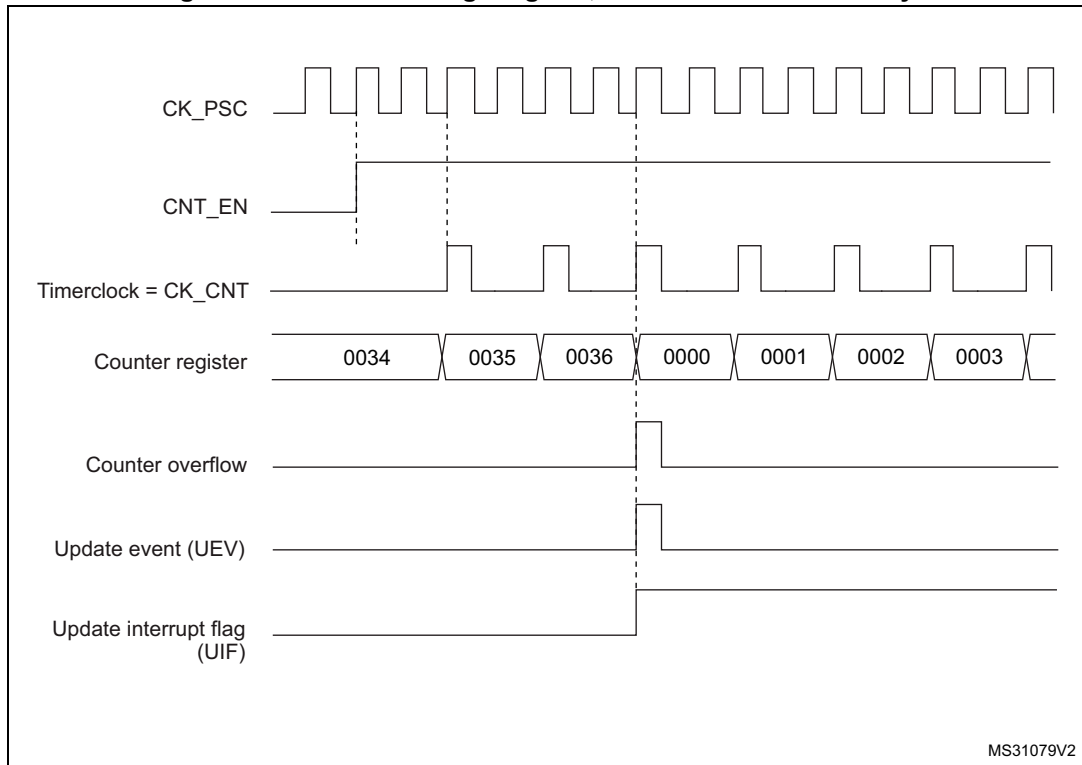 CK_PSC
CNT_EN
Timerclock = CK_CNT
Counter register
0034
0035
0036
0000
0001
0002
0003
Counter overflow
Update event (UEV)
Update interrupt flag
(UIF)
MS31079V2